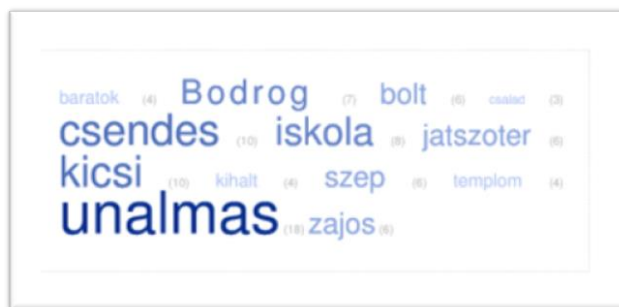 baratok (4) Bodrog (7) bolt (6) csalad (3)
csendes (10) iskola (8) jatszoter (6)
kicsi (10) kihalt (4) szep (6) templom (4)
unalmas (18) zajos (6)